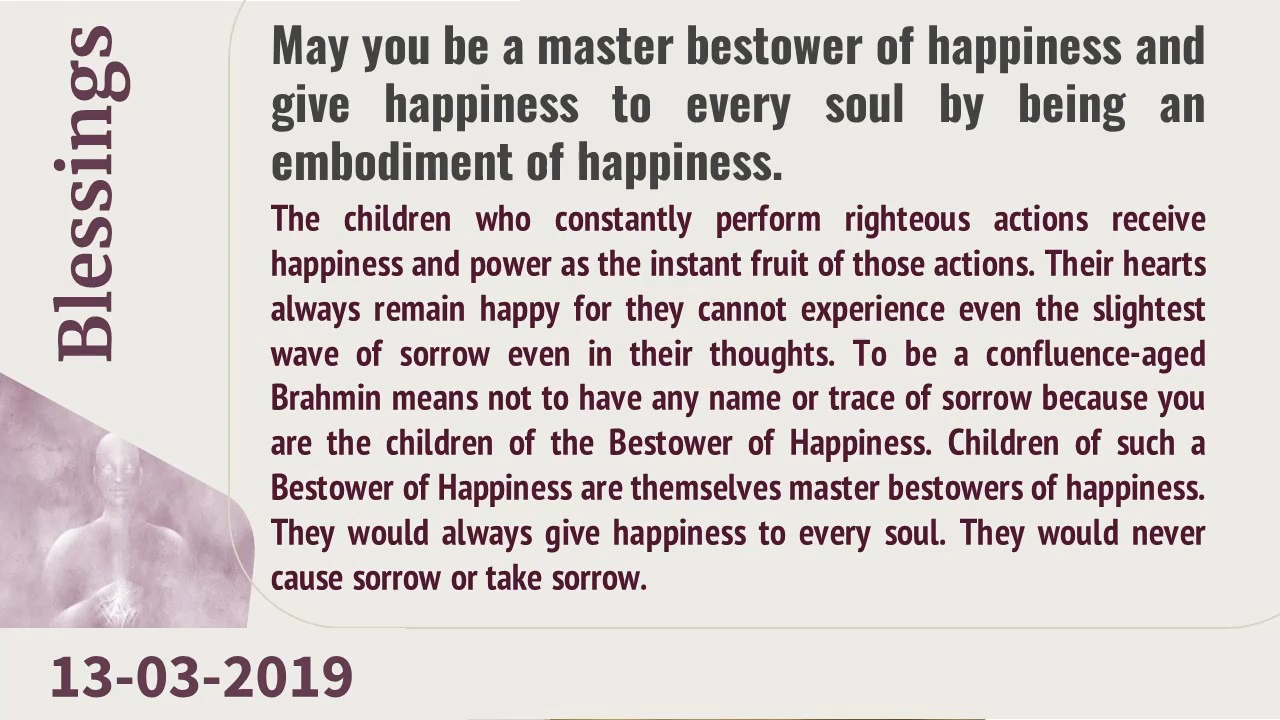 Blessings
May you be a master bestower of happiness and
give happiness to every soul by being an
embodiment of happiness.
The children who constantly perform righteous actions receive
happiness and power as the instant fruit of those actions. Their hearts
always remain happy for they cannot experience even the slightest
wave of sorrow even in their thoughts. To be a confluence-aged
Brahmin means not to have any name or trace of sorrow because you
are the children of the Bestower of Happiness. Children of such a
Bestower of Happiness are themselves master bestowers of happiness.
They would always give happiness to every soul. They would never
cause sorrow or take sorrow.
13-03-2019